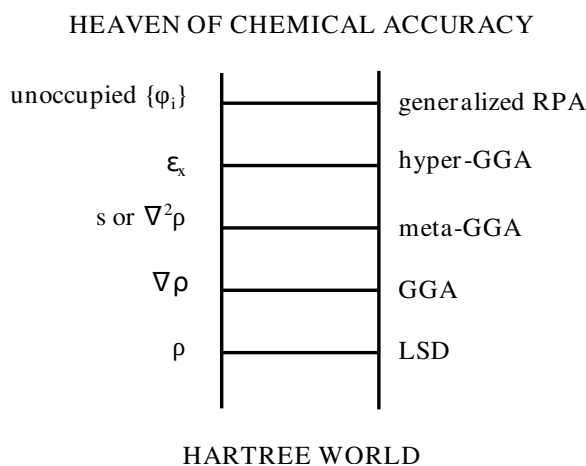 HEAVEN OF CHEMICAL ACCURACY
unoccupied {φᵢ} generalized RPA
εₓ hyper-GGA
s or ∇²ρ meta-GGA
∇ρ GGA
ρ LSD
HARTREE WORLD